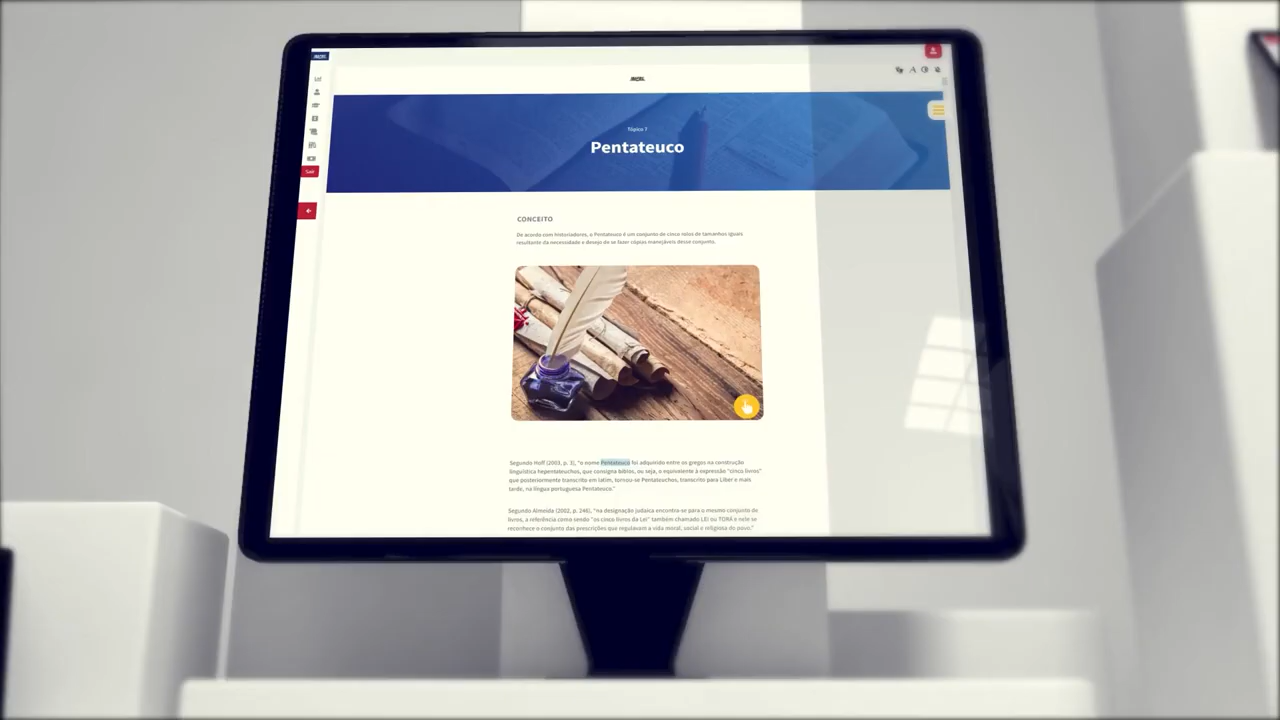 Tópico 7
Pentateuco
Sair
CONCEITO
De acordo com historiadores, o Pentateuco é um conjunto de cinco rolos de tamanhos iguais
resultante da necessidade e desejo de se fazer cópias manejáveis desse conjunto.
Segundo Hoff (2003, p. 3), "o nome Pentateuco foi adquirido entre os gregos na construção
linguística hepentateuchos, que consigna biblos, ou seja, o equivalente à expressão "cinco livros"
que posteriormente transcrito em latim, tornou-se Pentateuchos, transcrito para Liber e mais
tarde, na língua portuguesa Pentateuco."
Segundo Almeida (2002, p. 246), "na designação judaica encontra-se para o mesmo conjunto de
livros, a referência como sendo "os cinco livros da Lei" também chamado LEI ou TORÁ e nele se
reconhece o conjunto das prescrições que regulavam a vida moral, social e religiosa do povo."